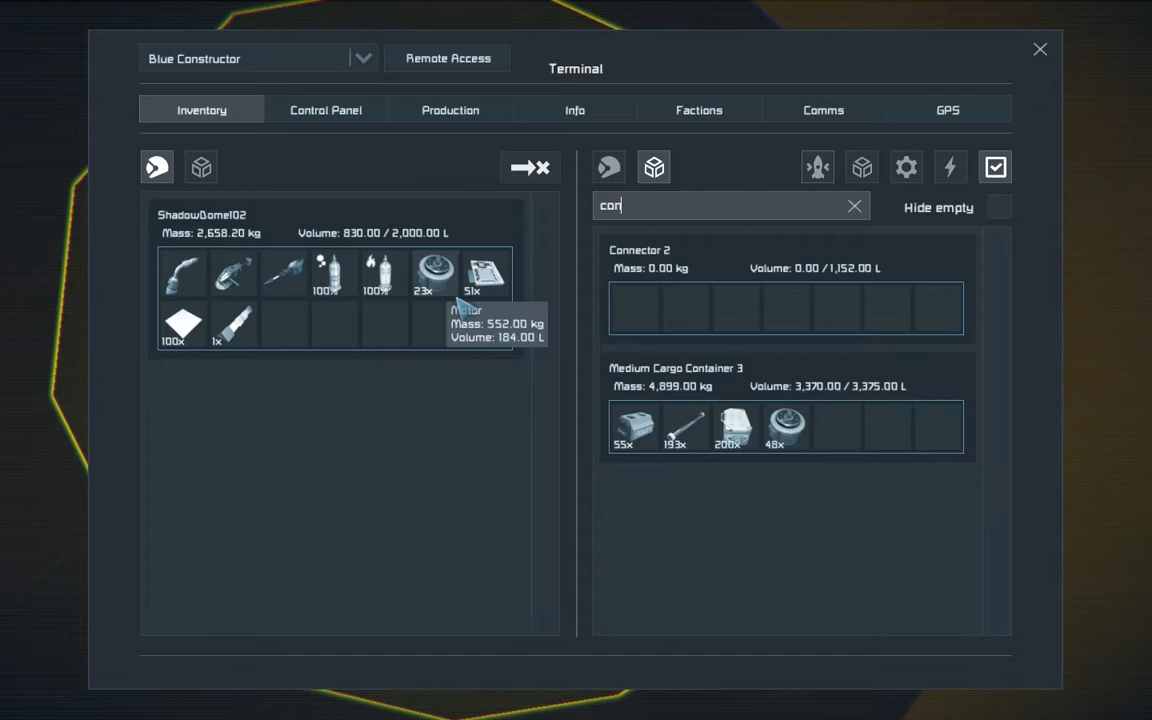 Blue Constructor
Remote Access
Terminal
Inventory
Control Panel
Production
Info
Factions
Comms
GPS
con
Hide empty
ShadowDome102
Mass: 2,658.20 kg
Volume: 830.00 / 2,000.00 L
100%
100%
23x
51x
100x
1x
Motor
Mass: 552.00 kg
Volume: 184.00 L
Connector 2
Mass: 0.00 kg
Volume: 0.00 / 1,152.00 L
Medium Cargo Container 3
Mass: 4,899.00 kg
Volume: 3,370.00 / 3,375.00 L
55x
193x
200x
48x